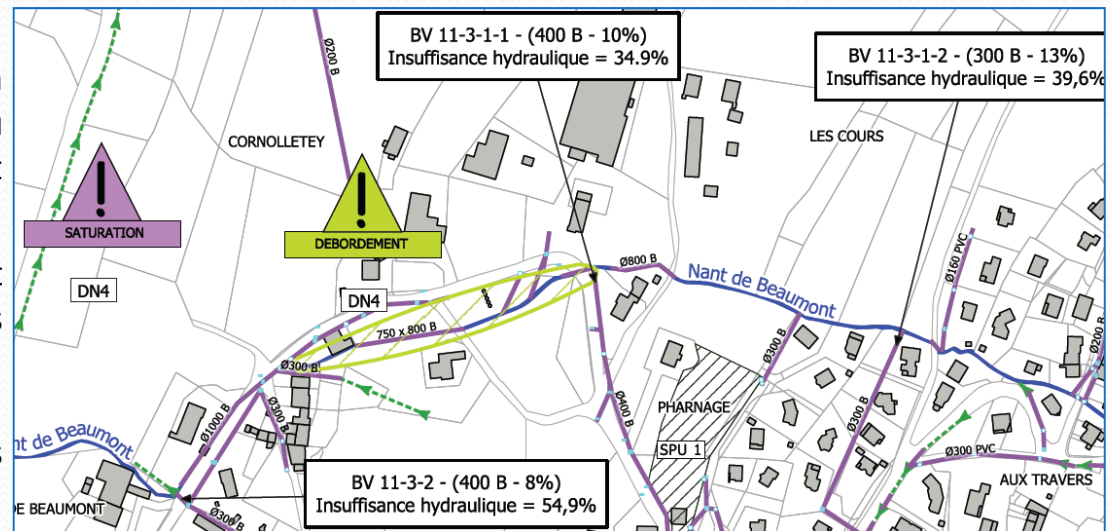 BV 11-3-1-1 - (400 B - 10%)
Insuffisance hydraulique = 34.9%
BV 11-3-1-2 - (300 B - 13%)
Insuffisance hydraulique = 39,6%
Ø200 B
CORNOLLETEY
LES COURS
SATURATION
DEBORDEMENT
DN4
DN4
Ø800 B
Nant de Beaumont
Ø160 PVC
750 x 800 B
Ø300 B
Ø300 B
Ø200 B
Ø1000 B
Ø300 B
Ø400 B
PHARNAGE
SPU 1
Ø300 B
Ø300 PVC
AUX TRAVERS
nt de Beaumont
DE BEAUMONT
Ø300 B
BV 11-3-2 - (400 B - 8%)
Insuffisance hydraulique = 54,9%